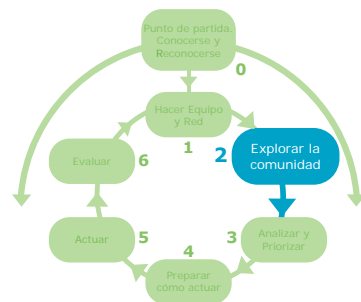 Punto de partida.
Conocerse y
Reconocerse
0
Hacer Equipo
y Red
1
Explorar la
comunidad
2
Analizar y
Priorizar
3
Preparar
cómo actuar
4
Actuar
5
Evaluar
6